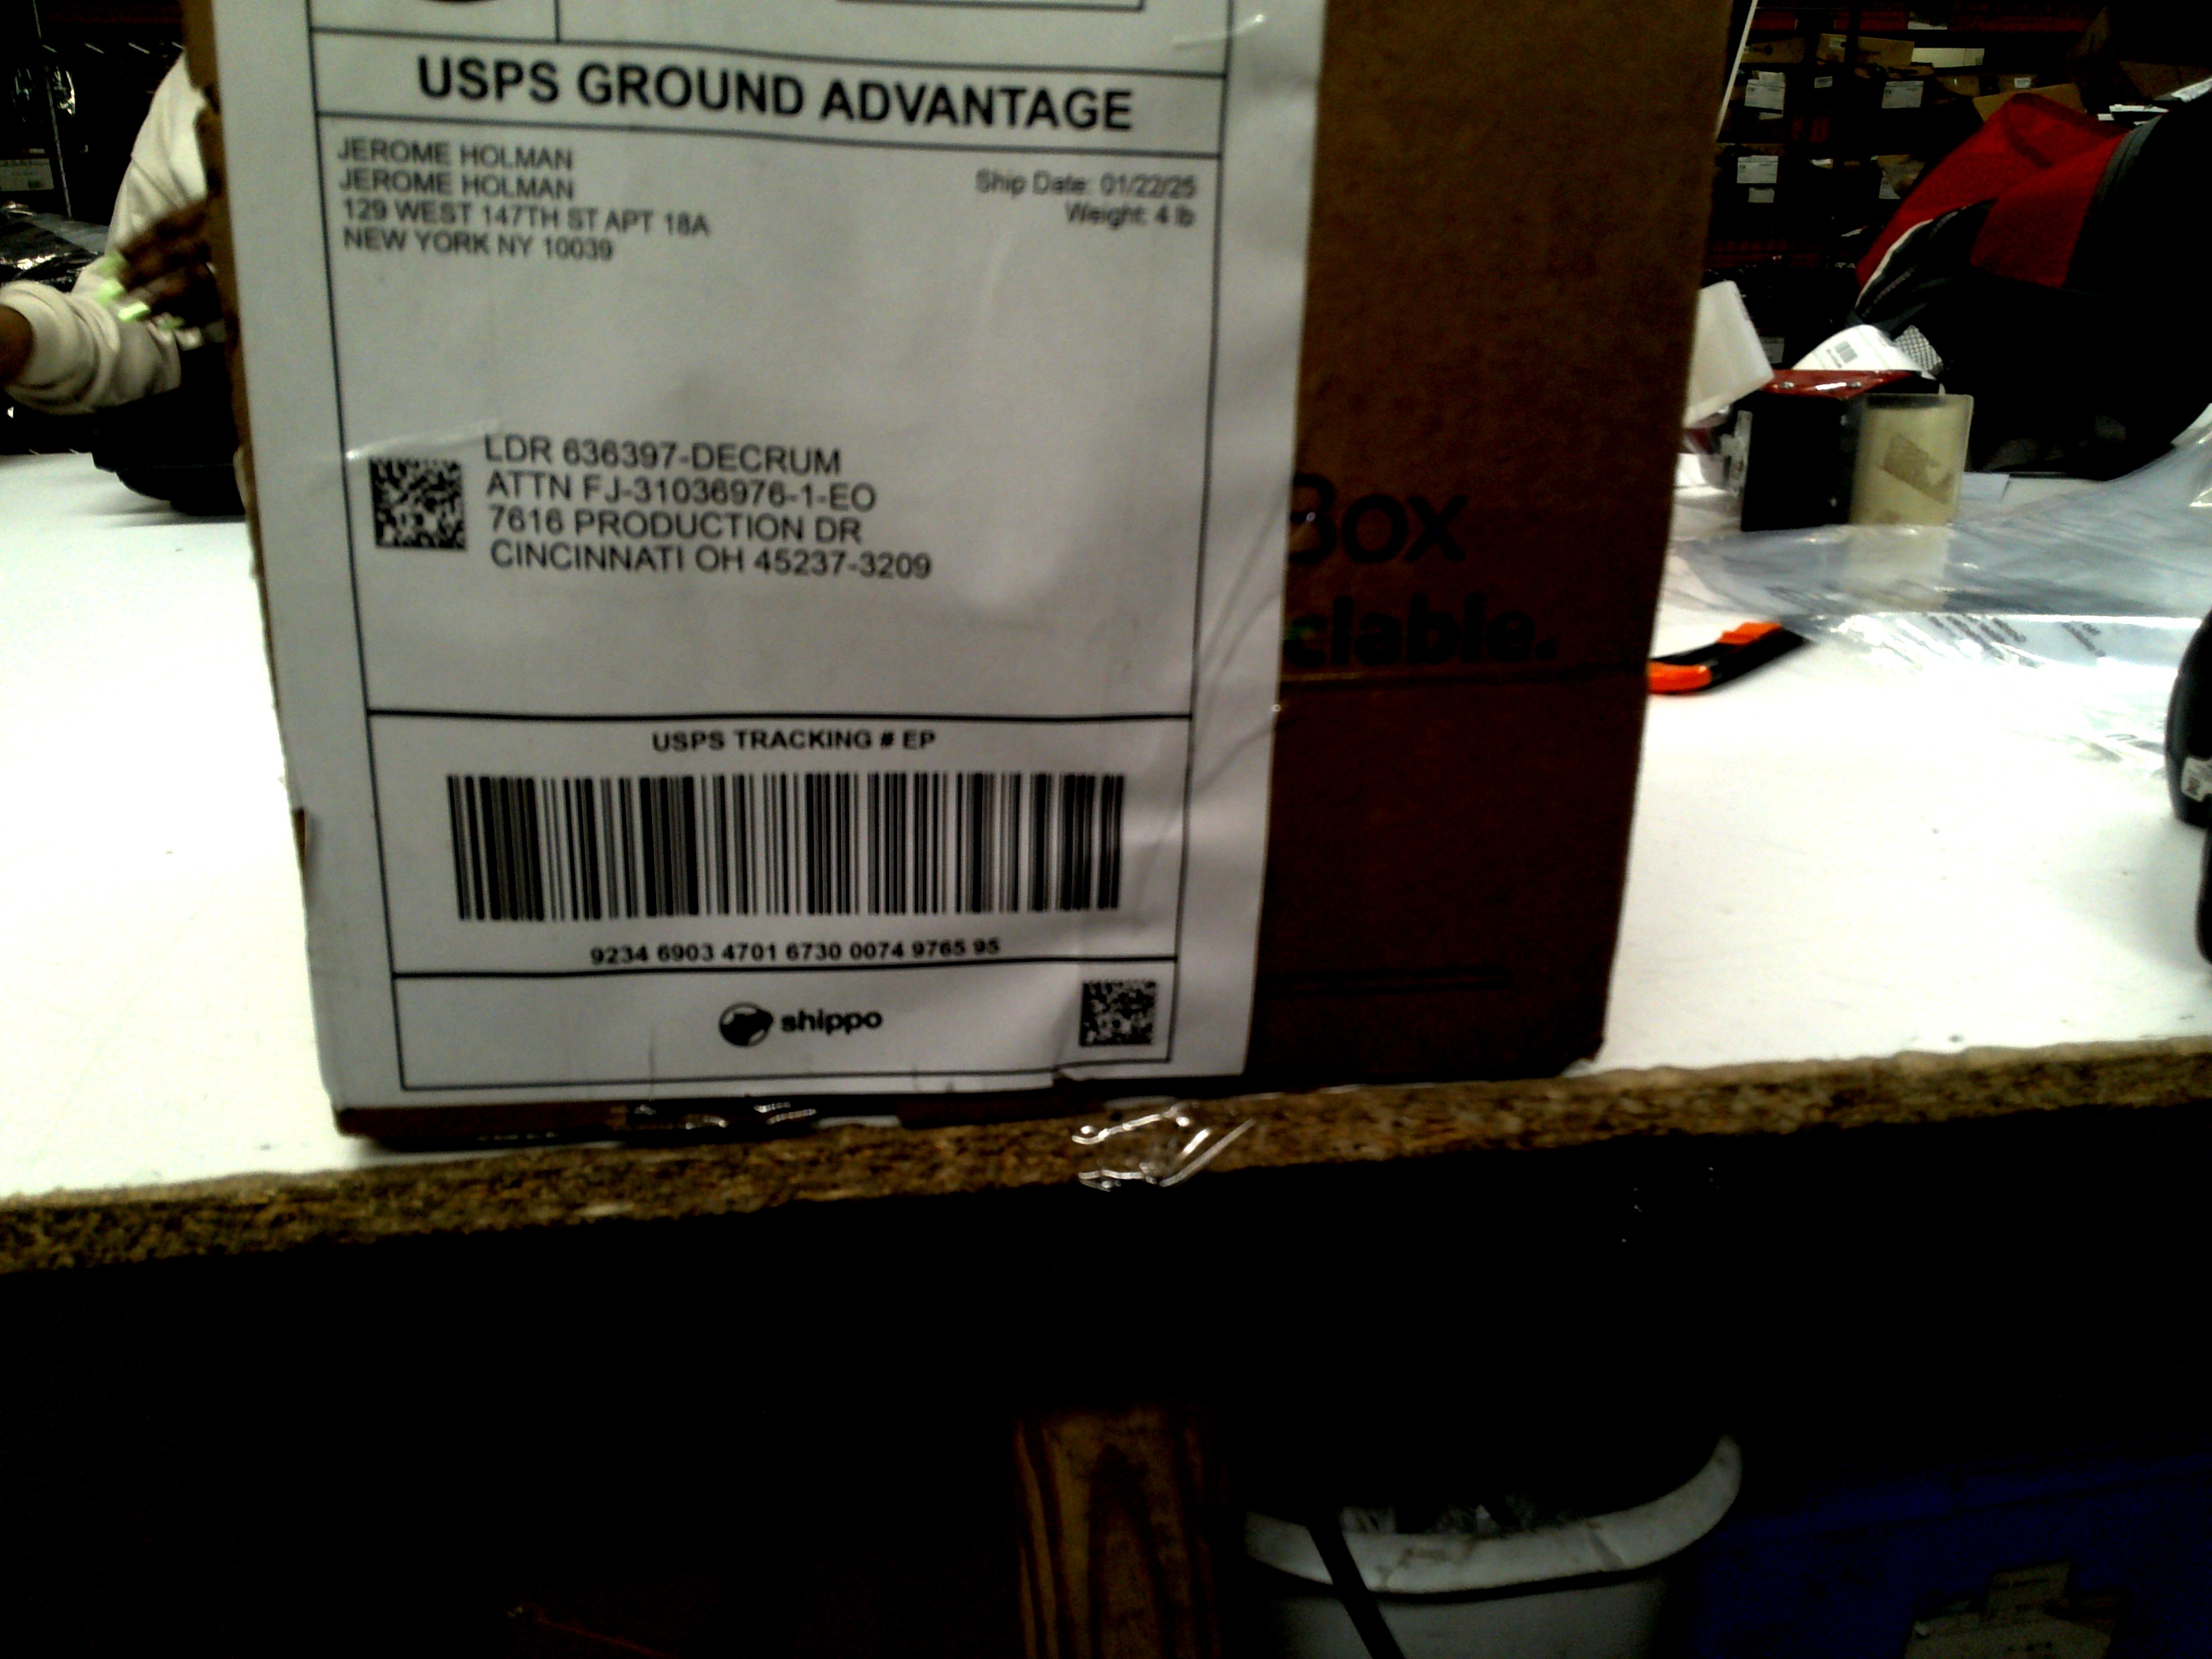 USPS GROUND ADVANTAGE
JEROME HOLMAN
JEROME HOLMAN
129 WEST 147TH ST APT 18A
NEW YORK NY 10039
Ship Date: 01/22/25
Weight: 4 lb
LDR 636397-DECRUM
ATTN FJ-31036976-1-EO
7616 PRODUCTION DR
CINCINNATI OH 45237-3209
Box
clable.
USPS TRACKING # EP
9234 6903 4701 6730 0074 9765 95
shippo